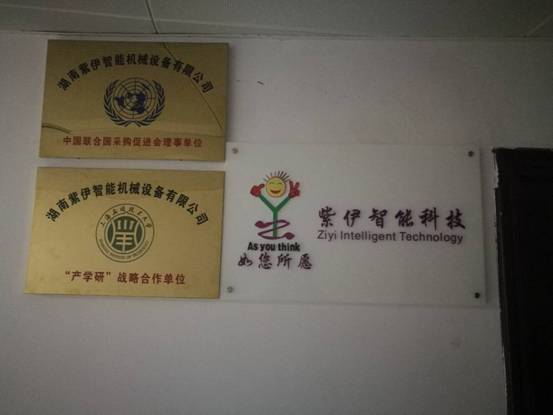 湖南紫伊智能机械设备有限公司
中国联合国采购促进会理事单位
湖南紫伊智能机械设备有限公司
"产学研"战略合作单位
As you think
如您所愿
紫伊智能科技
Ziyi Intelligent Technology